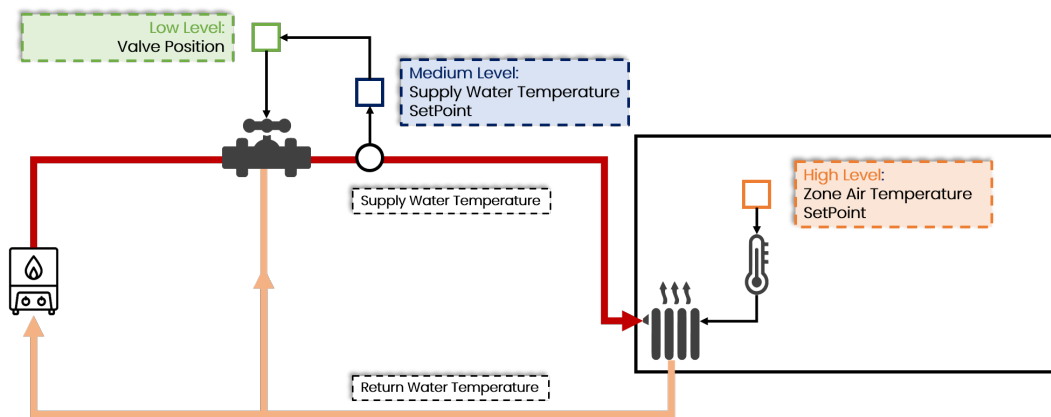 Low Level:
Valve Position
Medium Level:
Supply Water Temperature
SetPoint
Supply Water Temperature
High Level:
Zone Air Temperature
SetPoint
Return Water Temperature